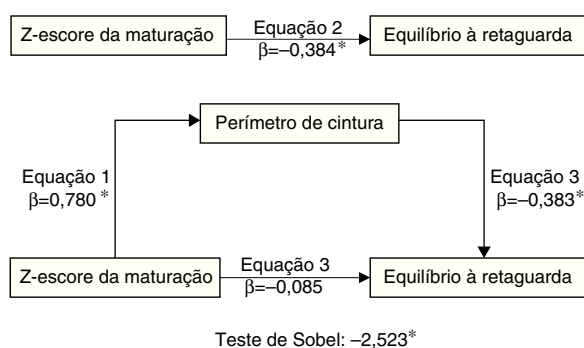 Z-escore da maturação
Equação 2
β=–0,384*
Equilíbrio à retaguarda
Perímetro de cintura
Equação 1
β=0,780*
Equação 3
β=–0,383*
Z-escore da maturação
Equação 3
β=–0,085
Equilíbrio à retaguarda
Teste de Sobel: –2,523*